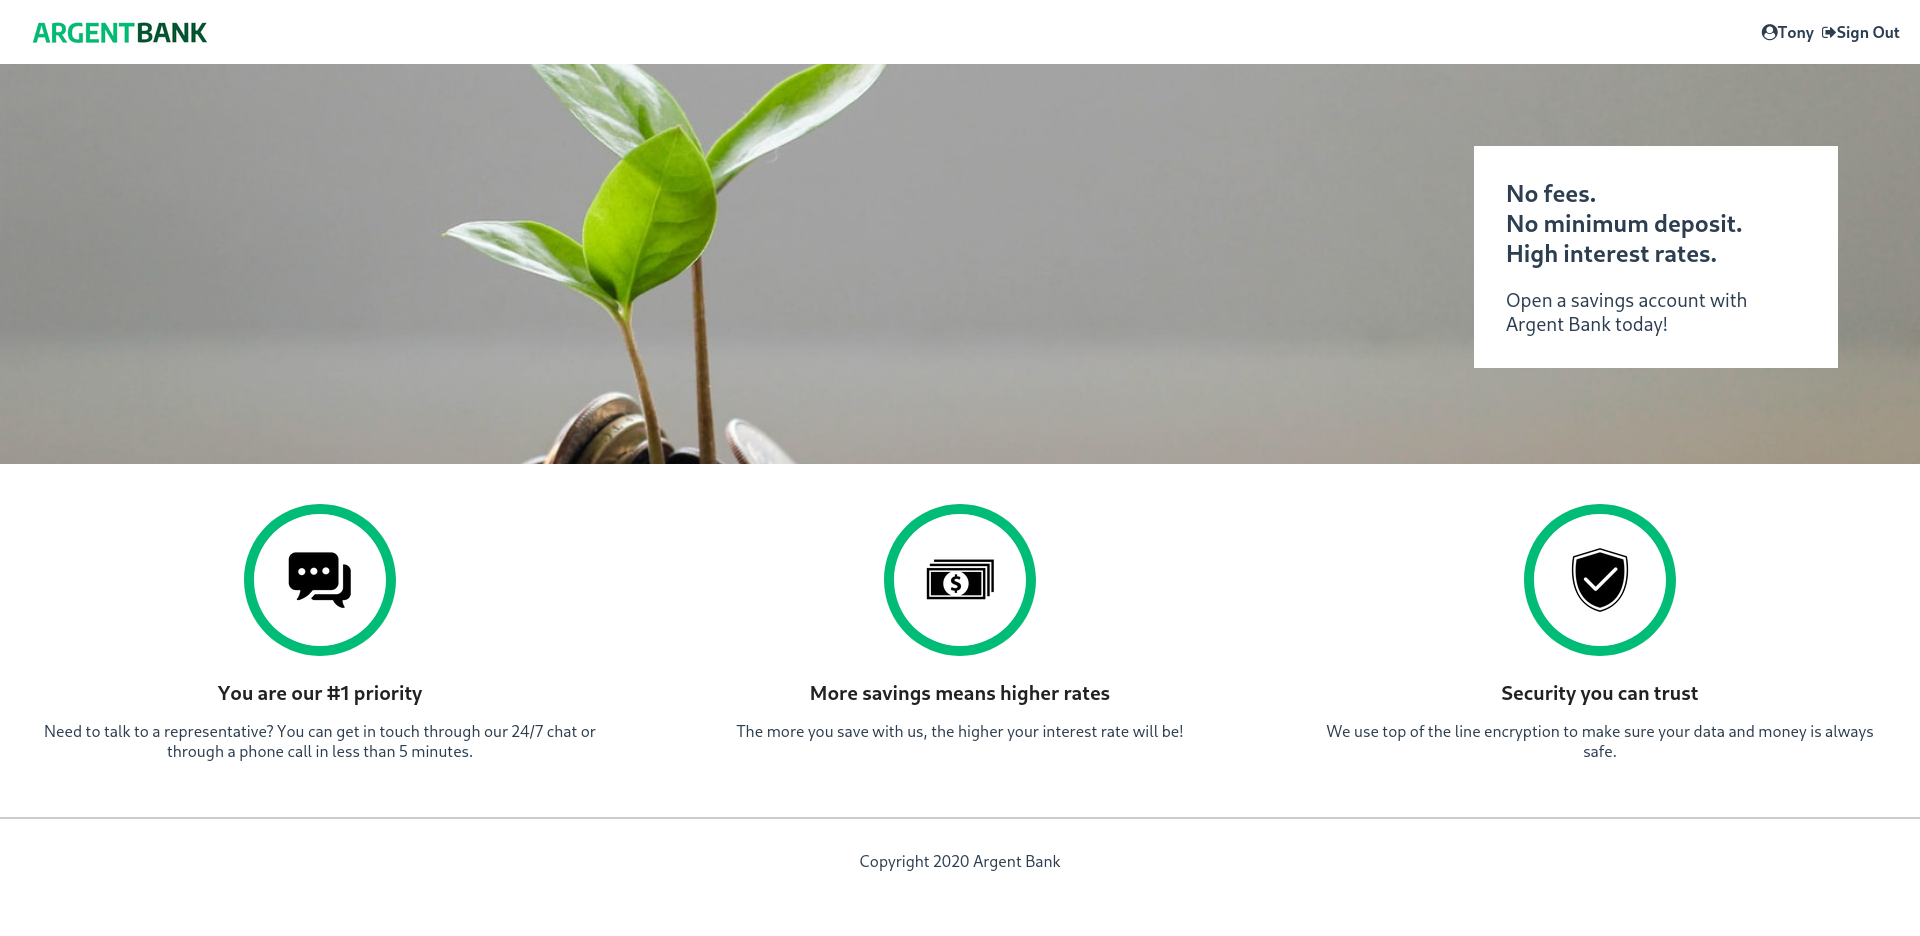 ARGENTBANK
Tony Sign Out
No fees.
No minimum deposit.
High interest rates.
Open a savings account with
Argent Bank today!
You are our #1 priority
Need to talk to a representative? You can get in touch through our 24/7 chat or
through a phone call in less than 5 minutes.
More savings means higher rates
The more you save with us, the higher your interest rate will be!
Security you can trust
We use top of the line encryption to make sure your data and money is always
safe.
Copyright 2020 Argent Bank